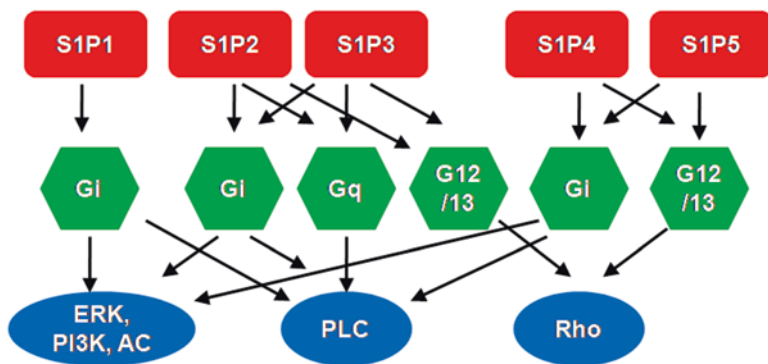 S1P1
S1P2
S1P3
S1P4
S1P5
Gi
Gi
Gq
G12
/13
Gi
G12
/13
ERK,
PI3K, AC
PLC
Rho